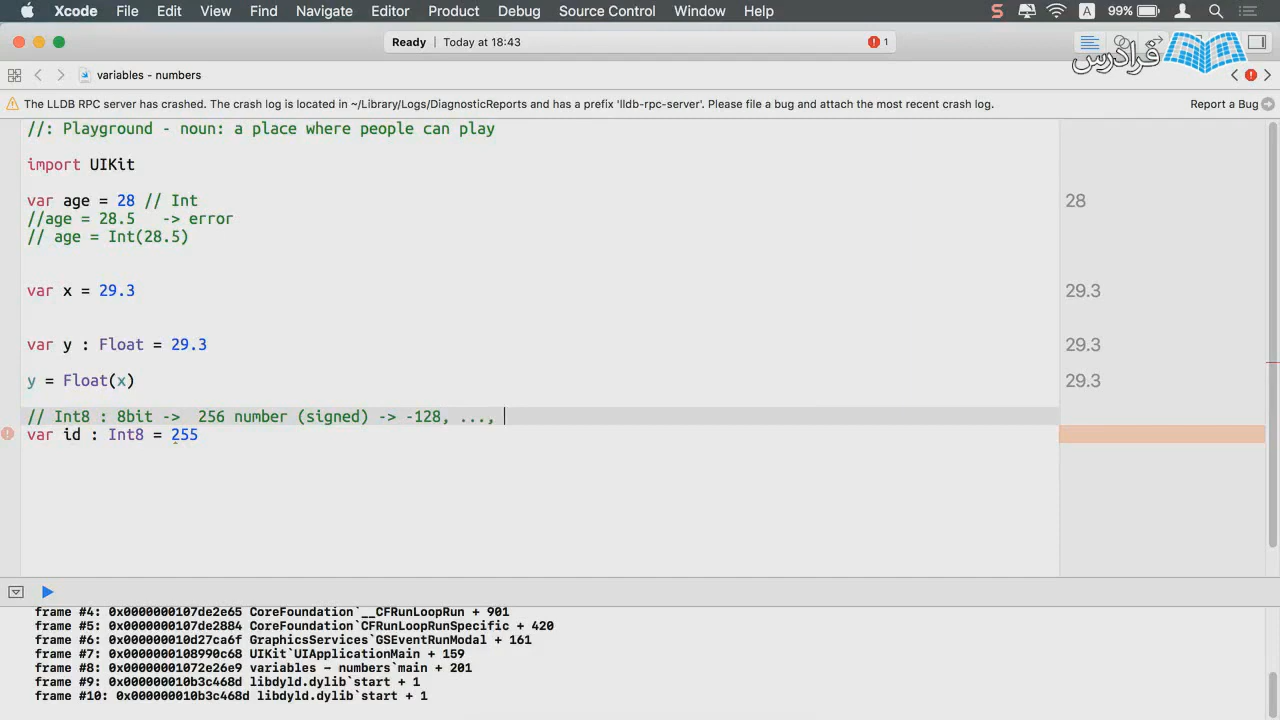 Xcode File Edit View Find Navigate Editor Product Debug Source Control Window Help S A 99%
Ready | Today at 18:43 1
فرادرس
variables - numbers
The LLDB RPC server has crashed. The crash log is located in ~/Library/Logs/DiagnosticReports and has a prefix 'lldb-rpc-server'. Please file a bug and attach the most recent crash log. Report a Bug
//: Playground - noun: a place where people can play
import UIKit
var age = 28 // Int 28
//age = 28.5   -> error
// age = Int(28.5)
var x = 29.3 29.3
var y : Float = 29.3 29.3
y = Float(x) 29.3
// Int8 : 8bit ->  256 number (signed) -> -128, ...,
var id : Int8 = 255
frame #4: 0x0000000107de2e65 CoreFoundation`__CFRunLoopRun + 901
frame #5: 0x0000000107de2884 CoreFoundation`CFRunLoopRunSpecific + 420
frame #6: 0x000000010d27ca6f GraphicsServices`GSEventRunModal + 161
frame #7: 0x0000000108990c68 UIKit`UIApplicationMain + 159
frame #8: 0x00000001072e26e9 variables - numbers`main + 201
frame #9: 0x000000010b3c468d libdyld.dylib`start + 1
frame #10: 0x000000010b3c468d libdyld.dylib`start + 1